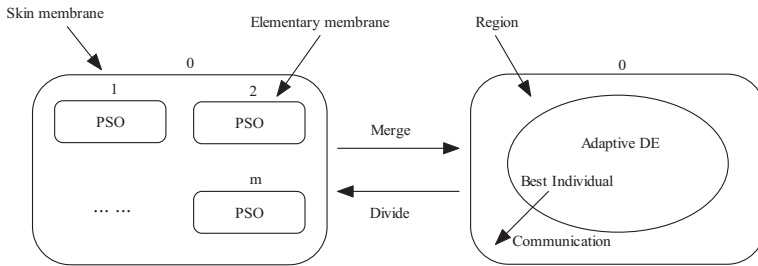 Skin membrane
Elementary membrane
Region
0
0
1
2
PSO
PSO
Merge
Adaptive DE
m
Best Individual
... ...
PSO
Divide
Communication